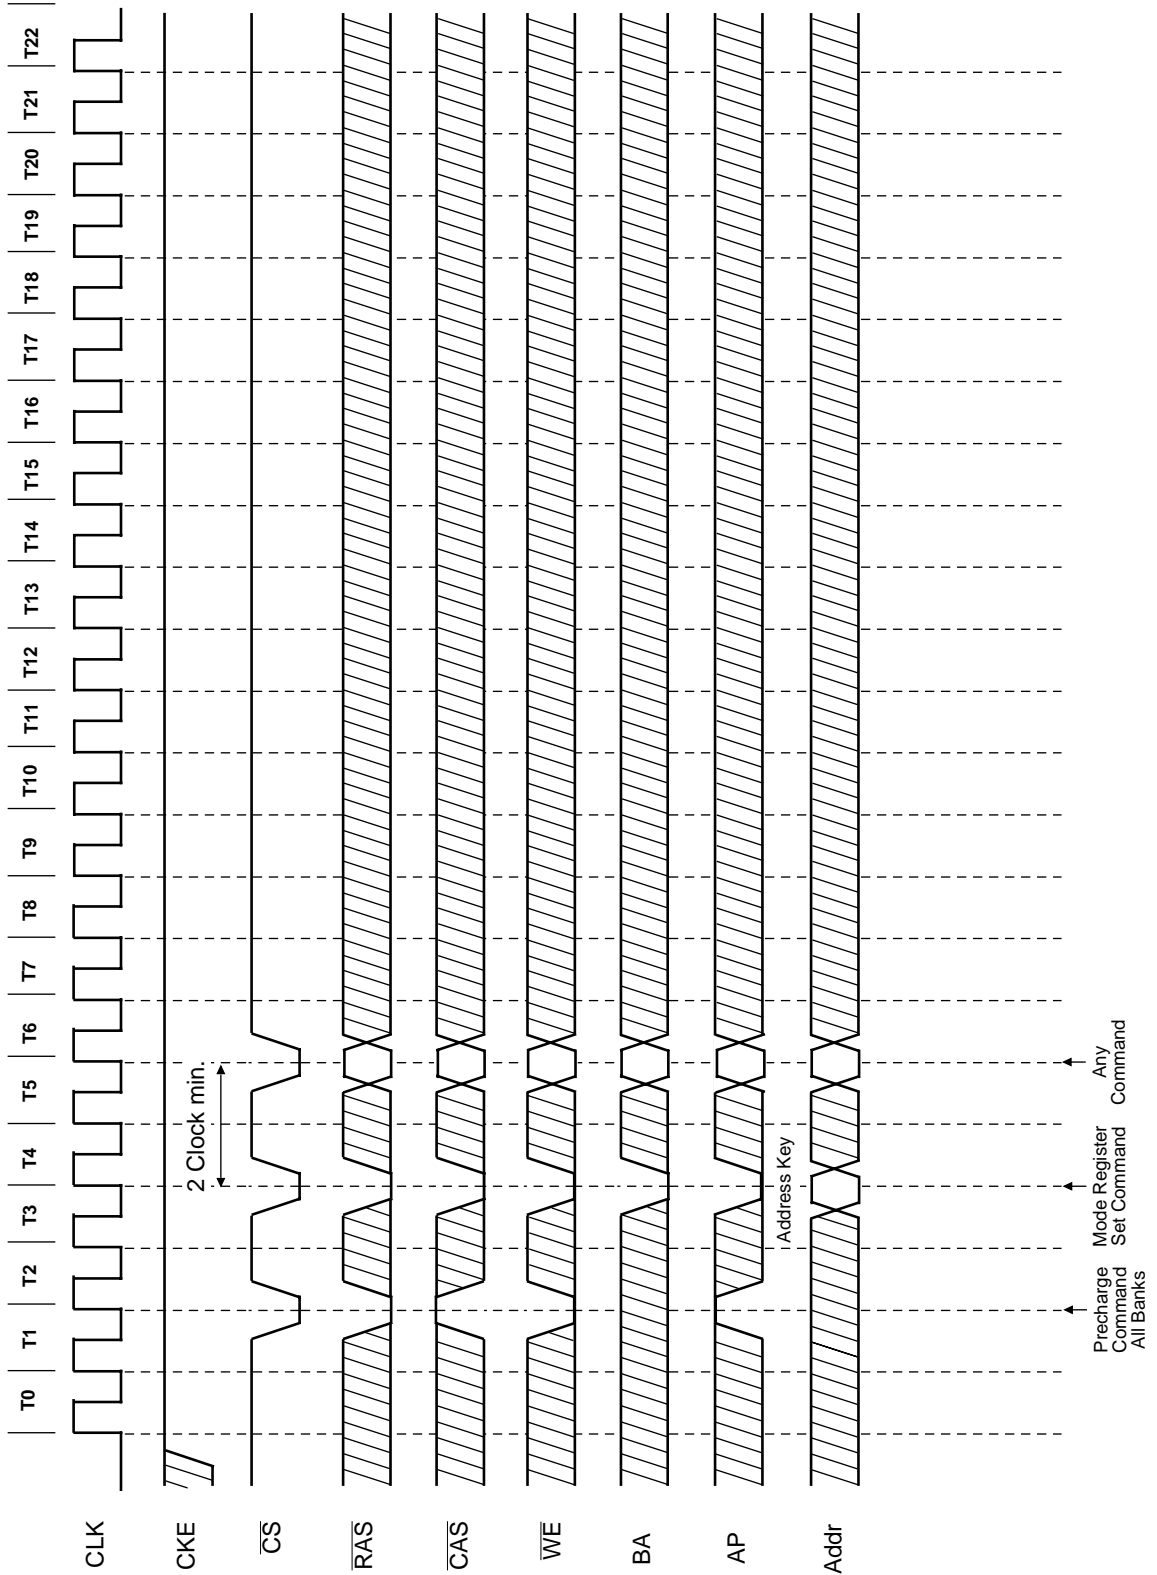 T0 T1 T2 T3 T4 T5 T6 T7 T8 T9 T10 T11 T12 T13 T14 T15 T16 T17 T18 T19 T20 T21 T22
CLK
CKE
2 Clock min.
CS
RAS
CAS
WE
BA
AP
Address Key
Addr
Precharge
Command
All Banks
Mode Register
Set Command
Any
Command